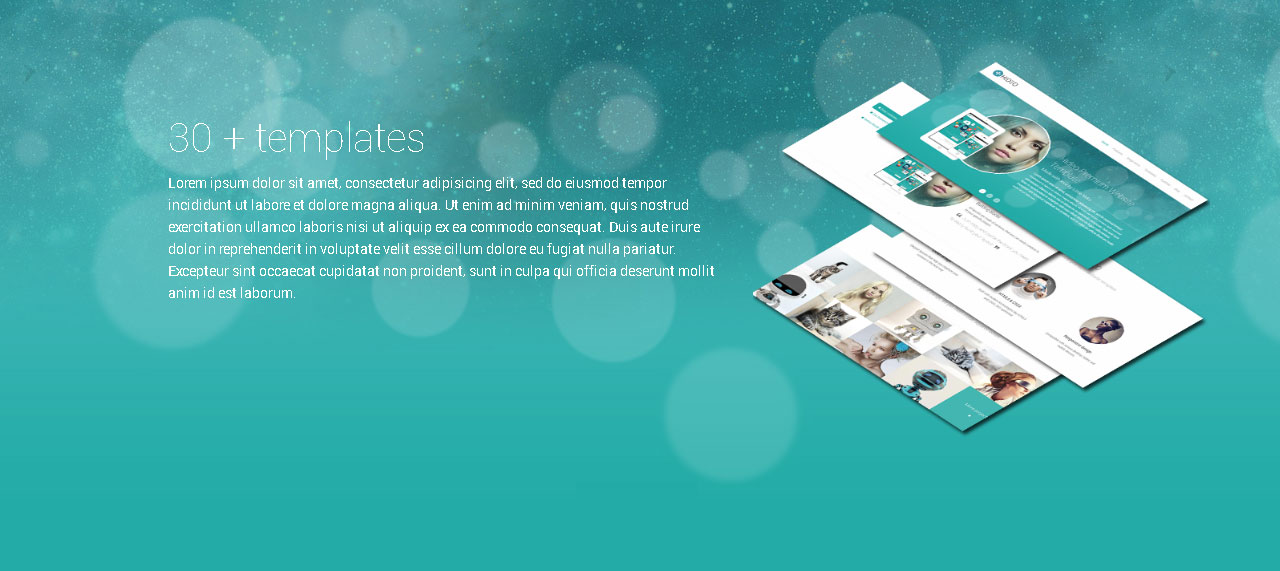 30 + templates
Lorem ipsum dolor sit amet, consectetur adipisicing elit, sed do eiusmod tempor
incididunt ut labore et dolore magna aliqua. Ut enim ad minim veniam, quis nostrud
exercitation ullamco laboris nisi ut aliquip ex ea commodo consequat. Duis aute irure
dolor in reprehenderit in voluptate velit esse cillum dolore eu fugiat nulla pariatur.
Excepteur sint occaecat cupidatat non proident, sunt in culpa qui officia deserunt mollit
anim id est laborum.